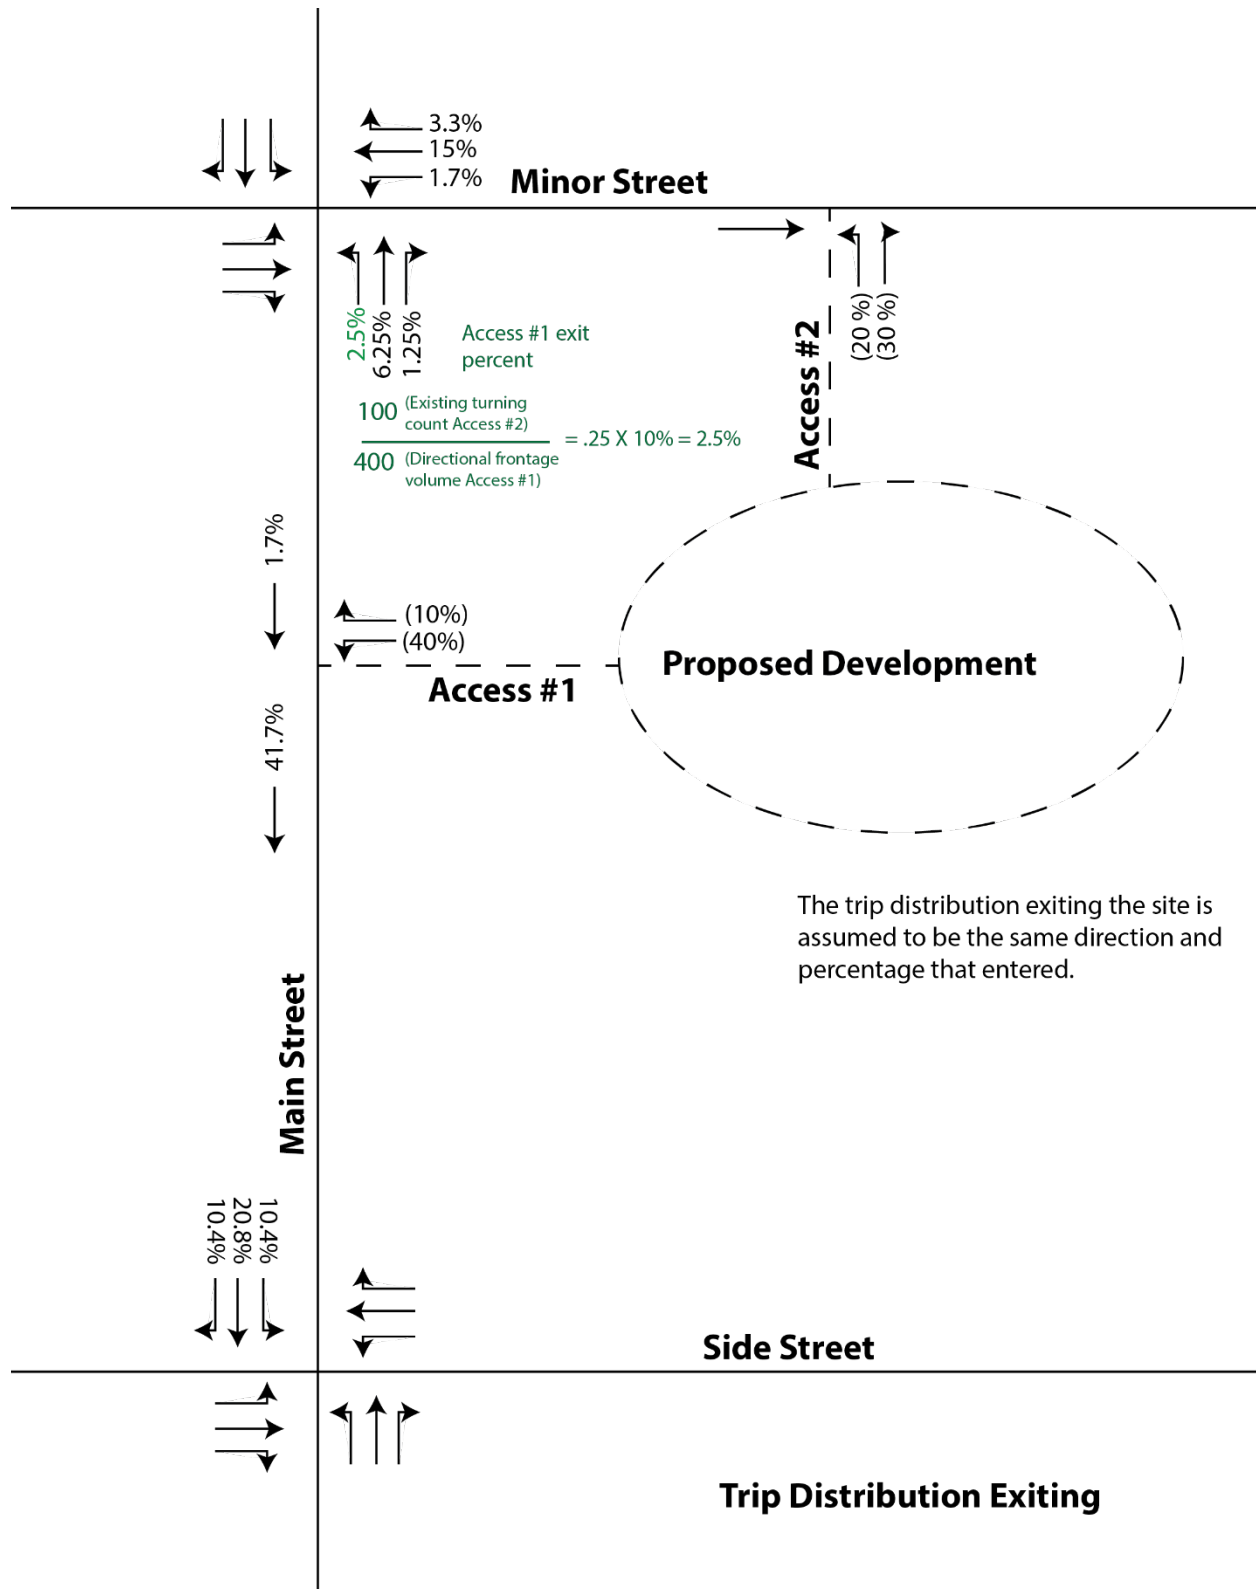 3.3%
15%
1.7%
Minor Street
2.5%
6.25%
1.25%
Access #1 exit
percent
(20 %)
(30 %)
Access #2
100 (Existing turning
count Access #2)
= .25 X 10% = 2.5%
400 (Directional frontage
volume Access #1)
1.7%
(10%)
(40%)
Proposed Development
Access #1
41.7%
The trip distribution exiting the site is
assumed to be the same direction and
percentage that entered.
Main Street
10.4%
20.8%
10.4%
Side Street
Trip Distribution Exiting